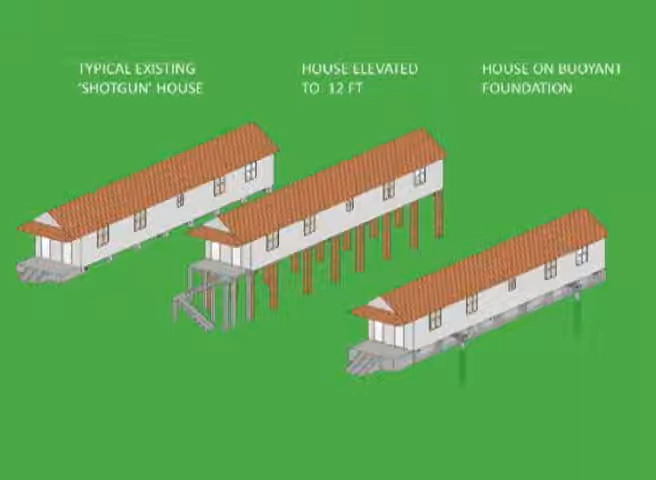 TYPICAL EXISTING
'SHOTGUN' HOUSE
HOUSE ELEVATED
TO 12 FT
HOUSE ON BUOYANT
FOUNDATION